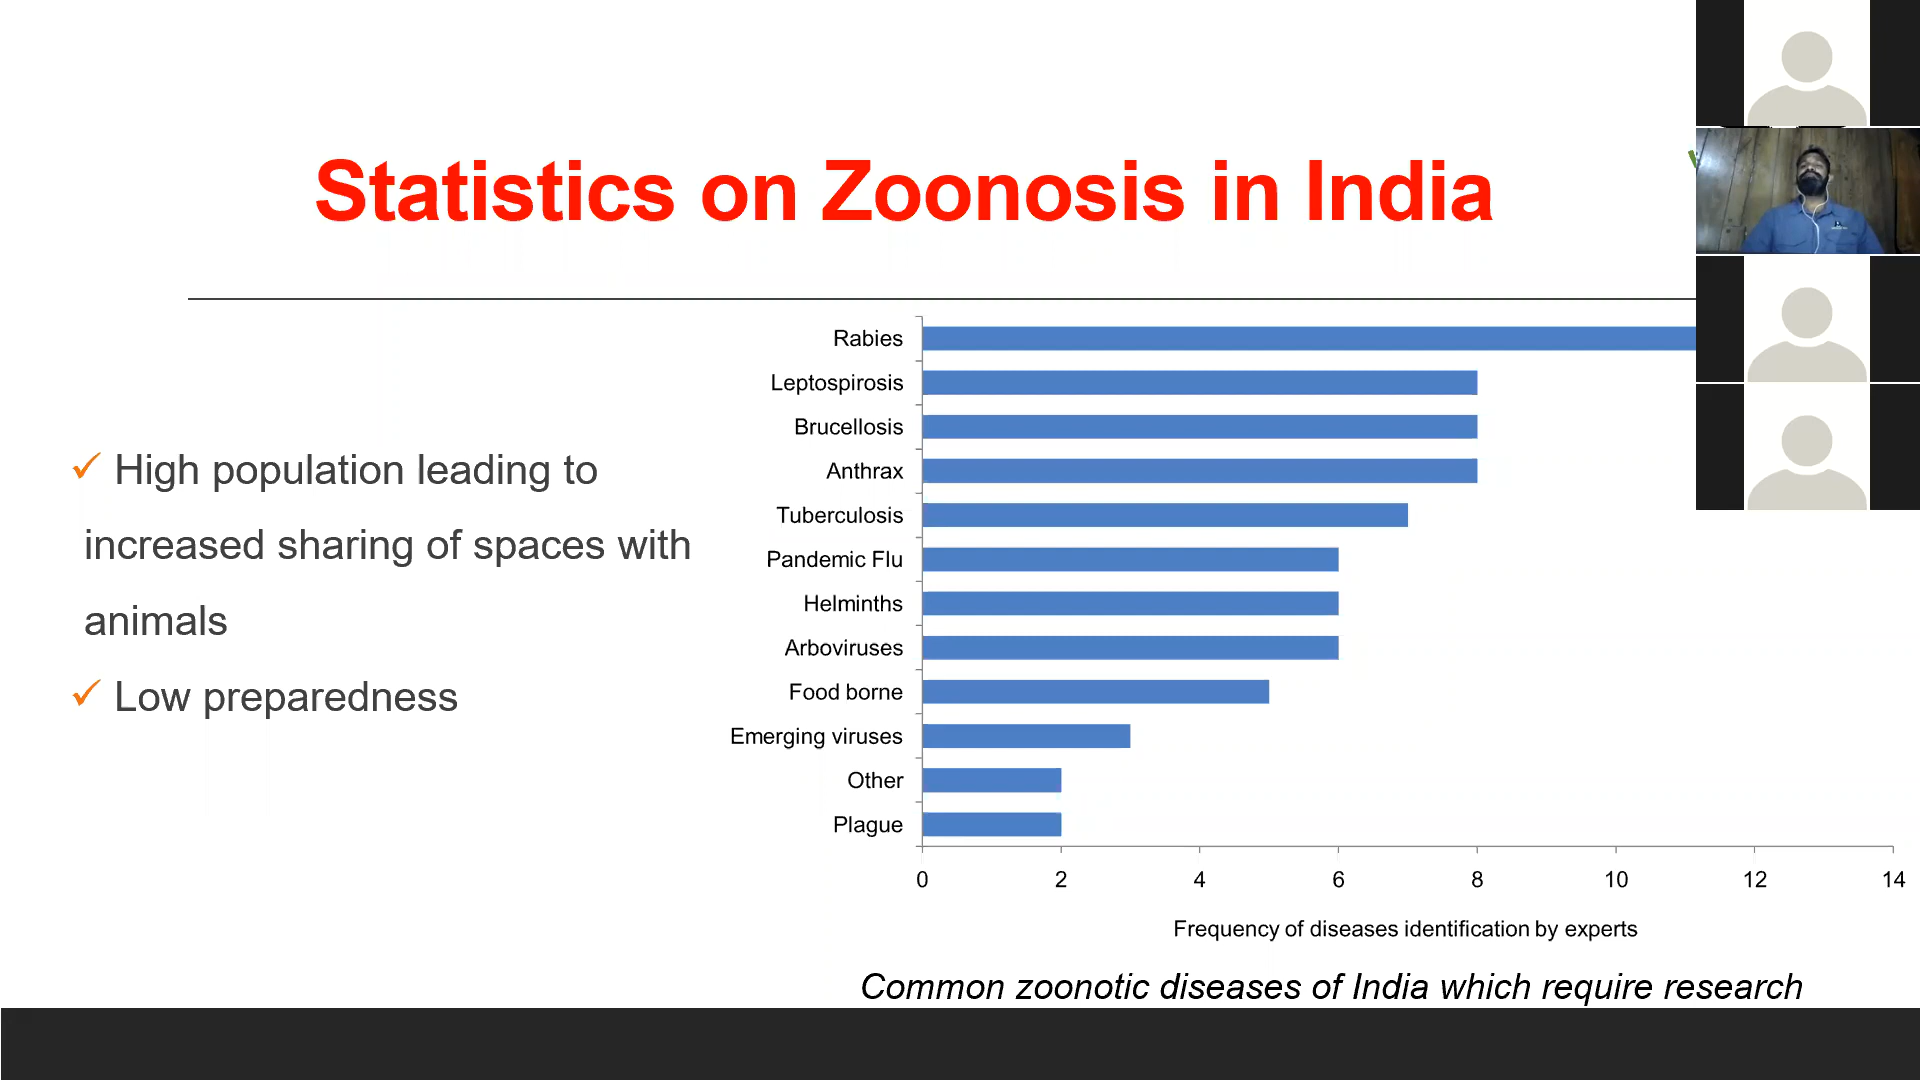 Statistics on Zoonosis in India
✓ High population leading to
increased sharing of spaces with
animals
✓ Low preparedness
Rabies
Leptospirosis
Brucellosis
Anthrax
Tuberculosis
Pandemic Flu
Helminths
Arboviruses
Food borne
Emerging viruses
Other
Plague
0 2 4 6 8 10 12 14
Frequency of diseases identification by experts
Common zoonotic diseases of India which require research